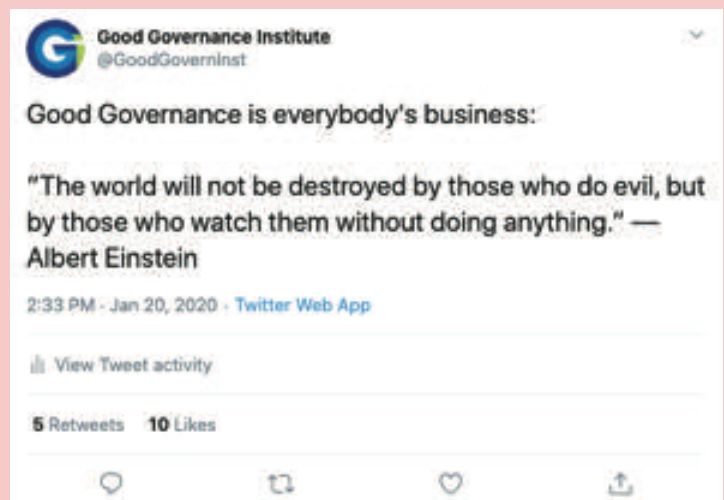 Good Governance Institute
@GoodGovernInst
Good Governance is everybody's business:
"The world will not be destroyed by those who do evil, but
by those who watch them without doing anything." —
Albert Einstein
2:33 PM · Jan 20, 2020 · Twitter Web App
View Tweet activity
5 Retweets 10 Likes